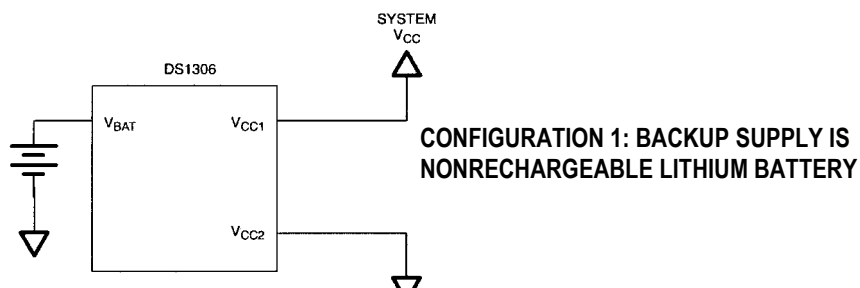 SYSTEM
VCC
DS1306
VBAT
VCC1
CONFIGURATION 1: BACKUP SUPPLY IS
NONRECHARGEABLE LITHIUM BATTERY
VCC2